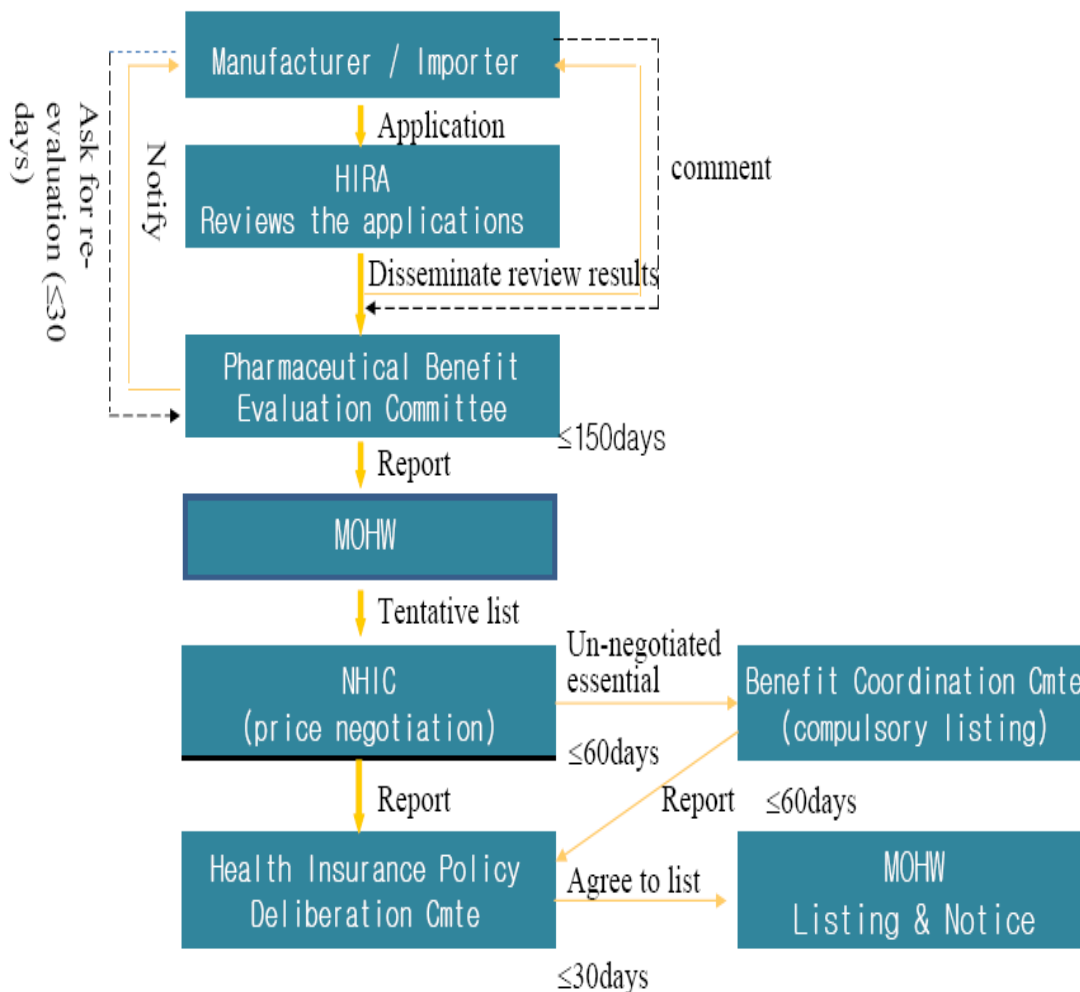 Manufacturer / Importer
Application
HIRA
Reviews the applications
comment
Ask for re-
evaluation (≤30
days)
Notify
Disseminate review results
Pharmaceutical Benefit
Evaluation Committee
≤150days
Report
MOHW
Tentative list
NHIC
(price negotiation)
Un-negotiated
essential
Benefit Coordination Cmte
(compulsory listing)
≤60days
Report
Report
≤60days
Health Insurance Policy
Deliberation Cmte
Agree to list
MOHW
Listing & Notice
≤30days